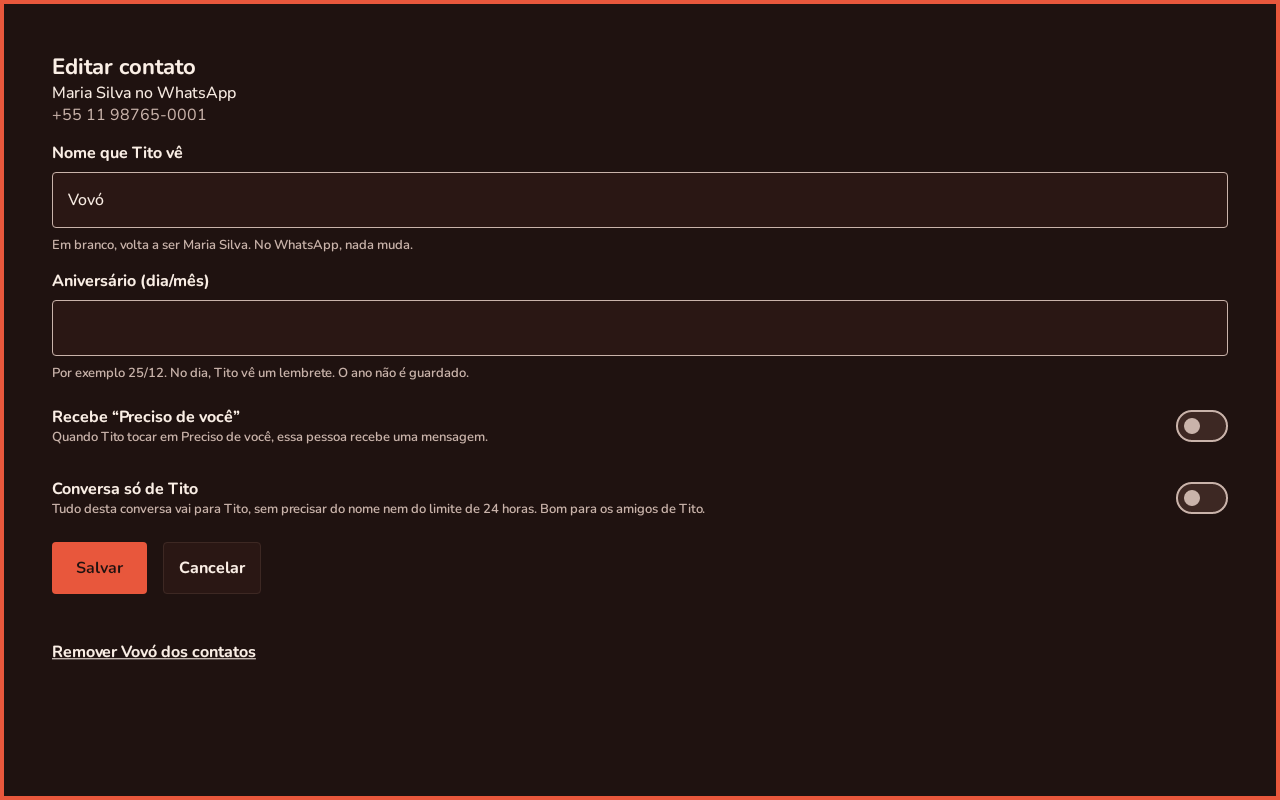 Editar contato
Maria Silva no WhatsApp
+55 11 98765-0001
Nome que Tito vê
Vovó
Em branco, volta a ser Maria Silva. No WhatsApp, nada muda.
Aniversário (dia/mês)
Por exemplo 25/12. No dia, Tito vê um lembrete. O ano não é guardado.
Recebe “Preciso de você”
Quando Tito tocar em Preciso de você, essa pessoa recebe uma mensagem.
Conversa só de Tito
Tudo desta conversa vai para Tito, sem precisar do nome nem do limite de 24 horas. Bom para os amigos de Tito.
Salvar
Cancelar
Remover Vovó dos contatos